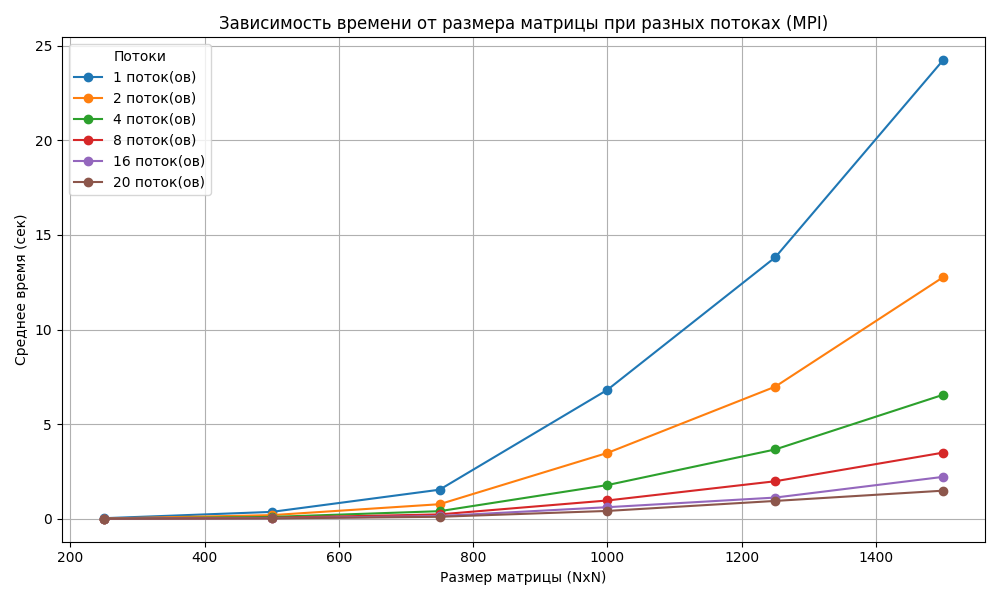 Зависимость времени от размера матрицы при разных потоках (MPI)
Потоки
1 поток(ов)
2 поток(ов)
4 поток(ов)
8 поток(ов)
16 поток(ов)
20 поток(ов)
Среднее время (сек)
25
20
15
10
5
0
200
400
600
800
1000
1200
1400
Размер матрицы (NxN)